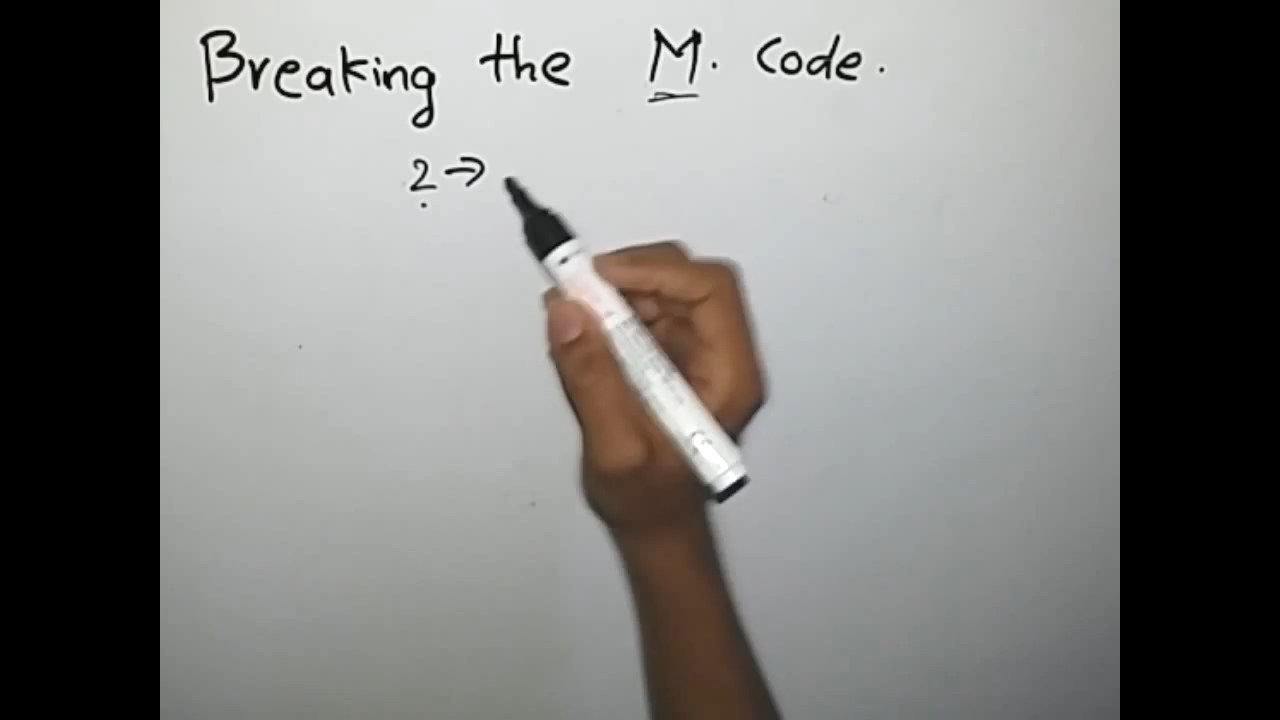 Breaking the M. Code.
2 →